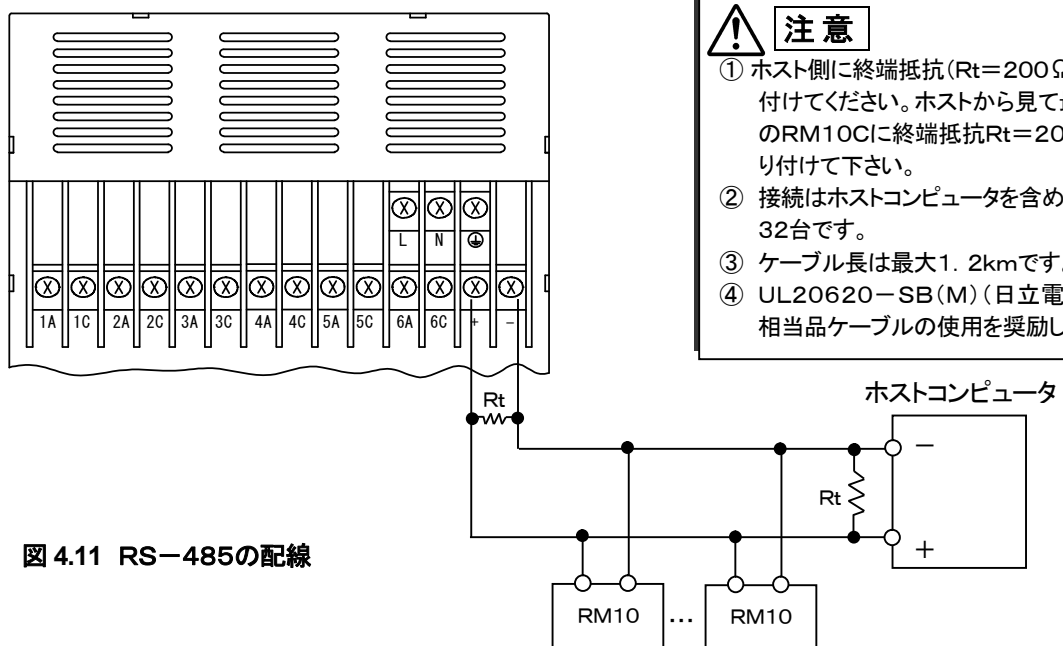 注 意
① ホスト側に終端抵抗(Rt=200Ω
付けてください。ホストから見て
のRM10Cに終端抵抗Rt=20
り付けて下さい。
② 接続はホストコンピュータを含め
32台です。
③ ケーブル長は最大1.2kmです。
④ UL20620-SB(M)(日立電
相当品ケーブルの使用を奨励し
L N
1A 1C 2A 2C 3A 3C 4A 4C 5A 5C 6A 6C + -
Rt
ホストコンピュータ
-
Rt
+
図 4.11 RS-485の配線
RM10 ... RM10